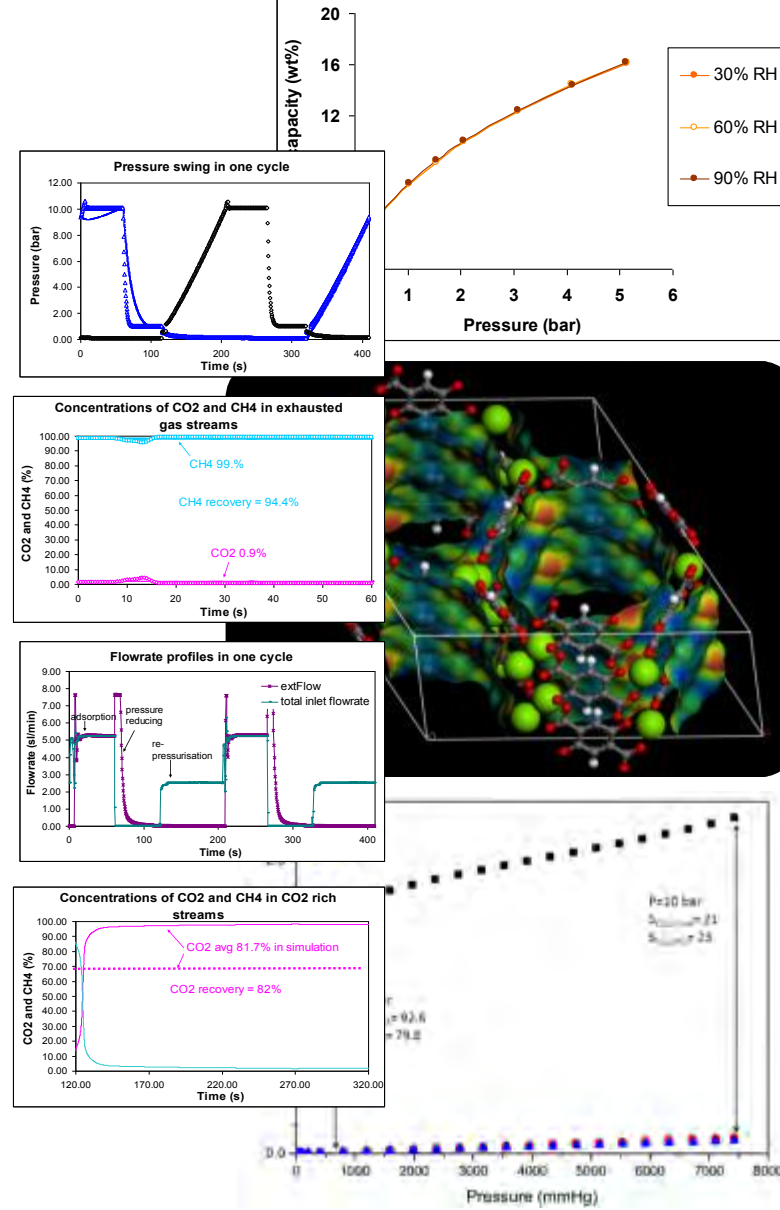 20
16
12
capacity (wt%)
30% RH
60% RH
90% RH
1
2
3
4
5
6
Pressure (bar)
Pressure swing in one cycle
12.00
10.00
8.00
6.00
4.00
2.00
0.00
Pressure (bar)
0
100
200
300
400
Time (s)
Concentrations of CO2 and CH4 in exhausted
gas streams
100.00
90.00
80.00
70.00
60.00
50.00
40.00
30.00
20.00
10.00
0.00
CO2 and CH4 (%)
CH4 99.%
CH4 recovery = 94.4%
CO2 0.9%
0
10
20
30
40
50
60
Time (s)
Flowrate profiles in one cycle
9.00
8.00
7.00
6.00
5.00
4.00
3.00
2.00
1.00
0.00
Flowrate (sl/min)
extFlow
total inlet flowrate
adsorption
pressure
reducing
re-
pressurisation
0
100
200
300
400
Time (s)
Concentrations of CO2 and CH4 in CO2 rich
streams
100.00
90.00
80.00
70.00
60.00
50.00
40.00
30.00
20.00
10.00
0.00
CO2 and CH4 (%)
CO2 avg 81.7% in simulation
CO2 recovery = 82%
120.00
170.00
220.00
270.00
320.00
Time (s)
P=10 bar
= 21
= 23
= 92.6
= 79.8
0.0
0
1000
2000
3000
4000
5000
6000
7000
8000
Pressure (mmHg)